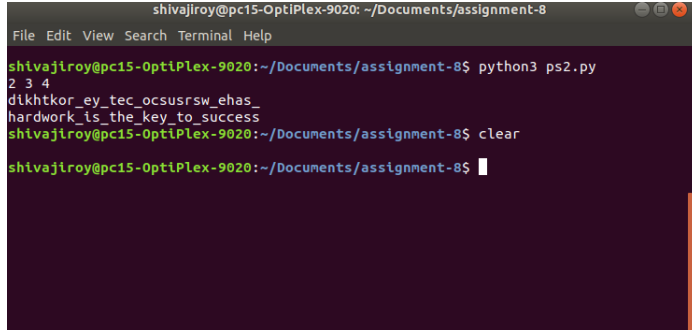 shivajiroy@pc15-OptiPlex-9020: ~/Documents/assignment-8
File Edit View Search Terminal Help
shivajiroy@pc15-OptiPlex-9020:~/Documents/assignment-8$ python3 ps2.py
2 3 4
dikhtkor_ey_tec_ocsusrsw_ehas_
hardwork_is_the_key_to_success
shivajiroy@pc15-OptiPlex-9020:~/Documents/assignment-8$ clear
shivajiroy@pc15-OptiPlex-9020:~/Documents/assignment-8$